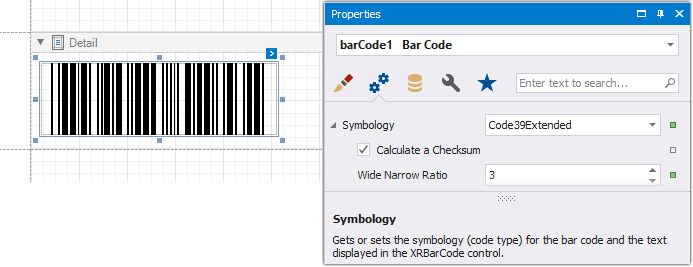 Detail
Properties
barCode1 Bar Code
Enter text to search...
Symbology
Code39Extended
Calculate a Checksum
Wide Narrow Ratio
3
Symbology
Gets or sets the symbology (code type) for the bar code and the text
displayed in the XRBarCode control.